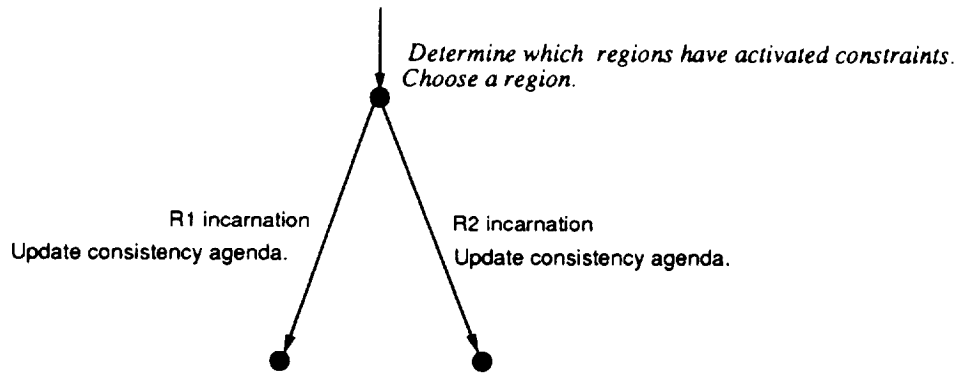 Determine which regions have activated constraints.
Choose a region.
R1 incarnation
Update consistency agenda.
R2 incarnation
Update consistency agenda.